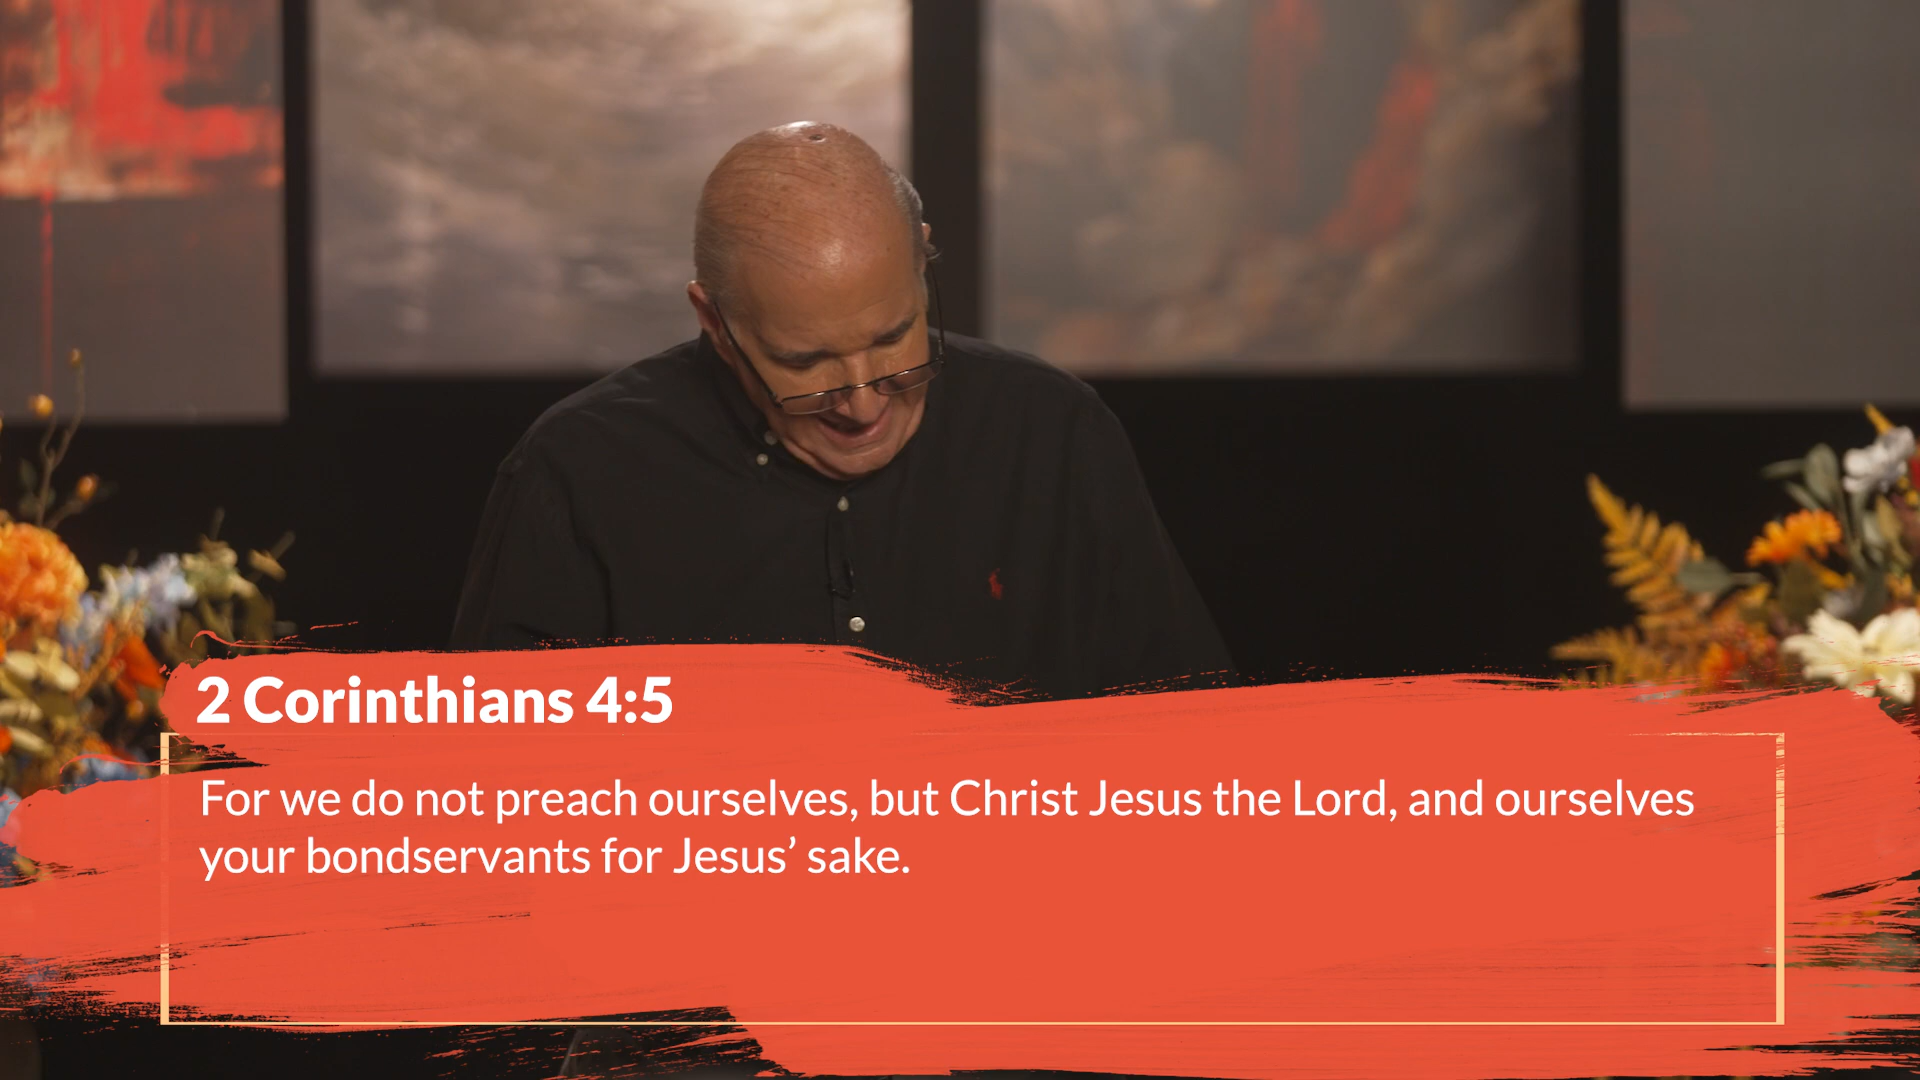 2 Corinthians 4:5
For we do not preach ourselves, but Christ Jesus the Lord, and ourselves
your bondservants for Jesus’ sake.